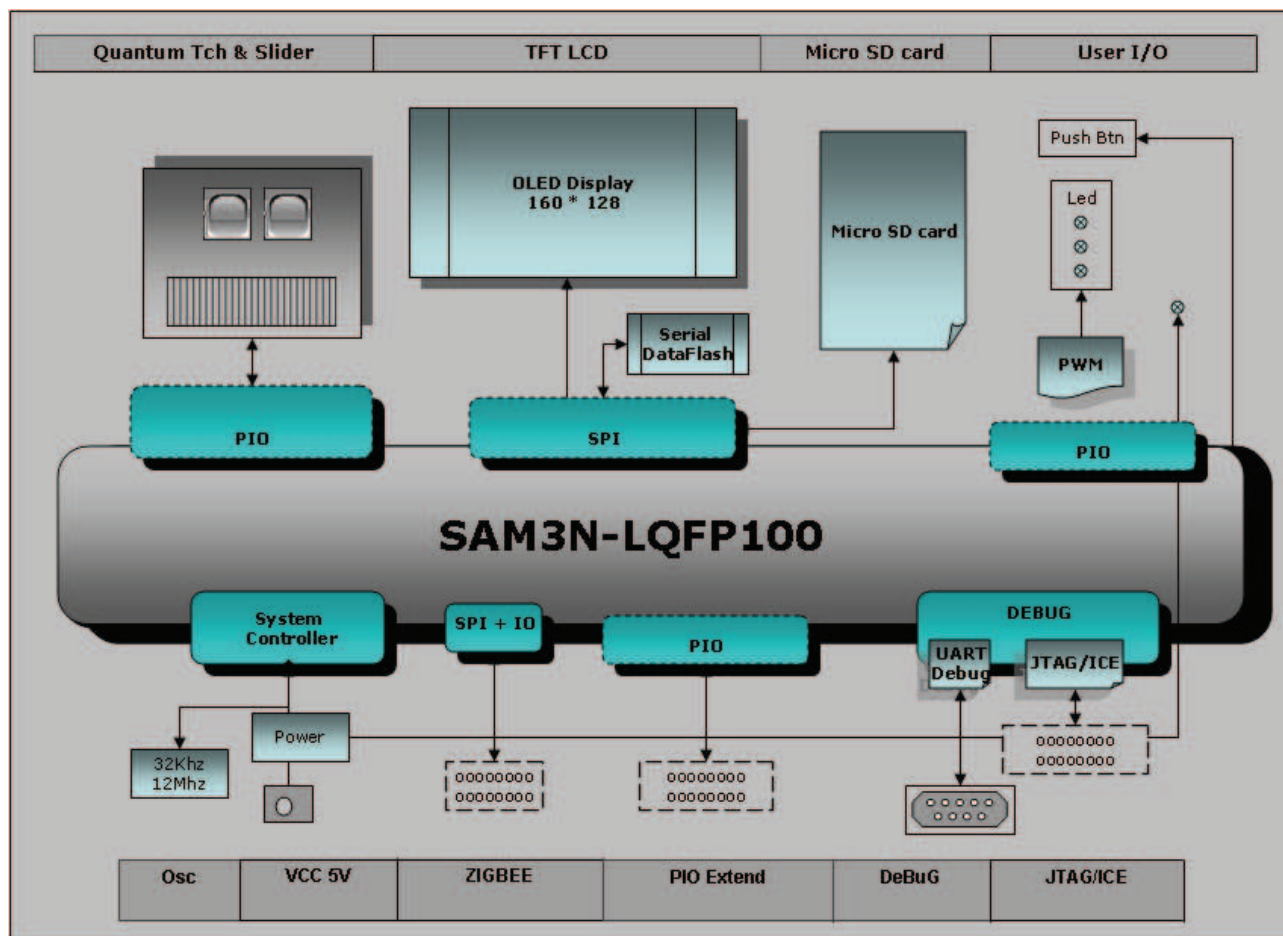 Quantum Tch & Slider
TFT LCD
Micro SD card
User I/O
Push Btn
OLED Display
160 * 128
Led
Micro SD card
Serial
DataFlash
PWM
PIO
SPI
PIO
SAM3N-LQFP100
System
Controller
SPI + IO
PIO
DEBUG
UART
Debug
JTAG/ICE
Power
32Khz
12Mhz
Osc
VCC 5V
ZIGBEE
PIO Extend
DeBuG
JTAG/ICE